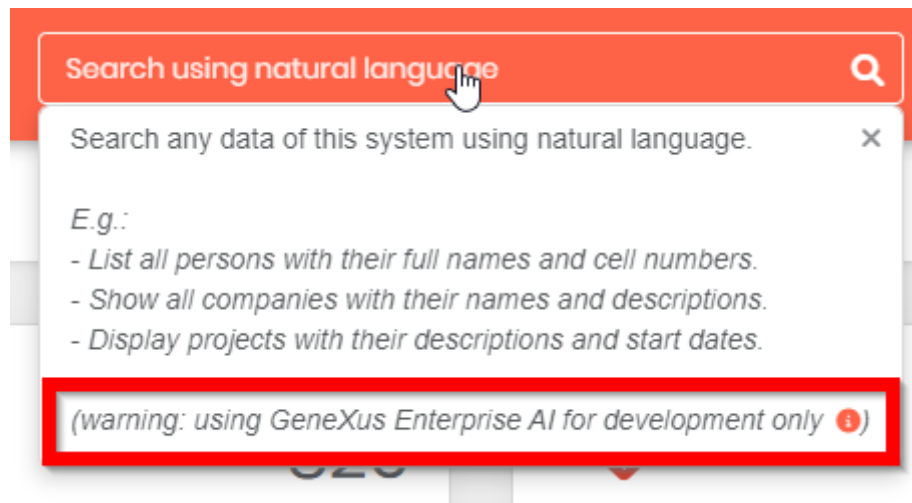 Search using natural language
Search any data of this system using natural language. ×
E.g.:
- List all persons with their full names and cell numbers.
- Show all companies with their names and descriptions.
- Display projects with their descriptions and start dates.
(warning: using GeneXus Enterprise AI for development only i)